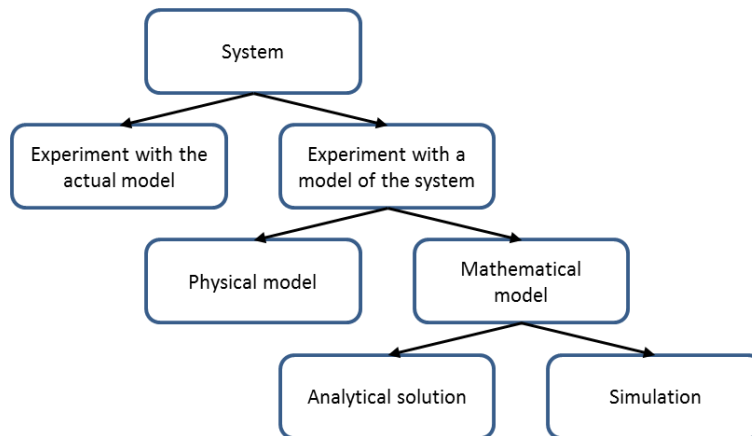 System
Experiment with the
actual model
Experiment with a
model of the system
Physical model
Mathematical
model
Analytical solution
Simulation